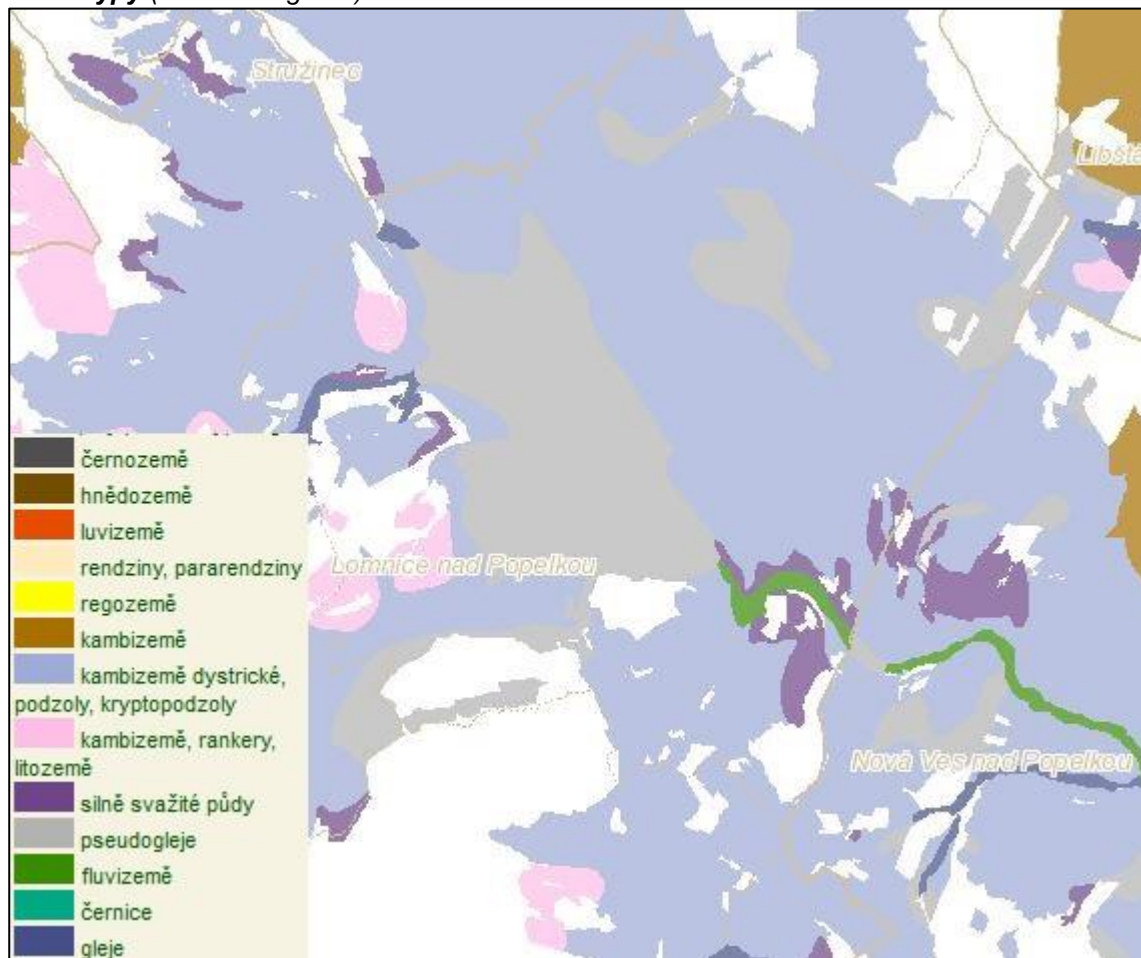 Stružinec
Lomnice nad Popelkou
Nová Ves nad Popelkou
černozemě
hnědozemě
luvizemě
rendziny, pararendziny
regozemě
kambizemě
kambizemě dystrické,
podzoly, kryptopodzoly
kambizemě, rankery,
litozemě
silně svažité půdy
pseudogleje
fluvizemě
černice
gleje